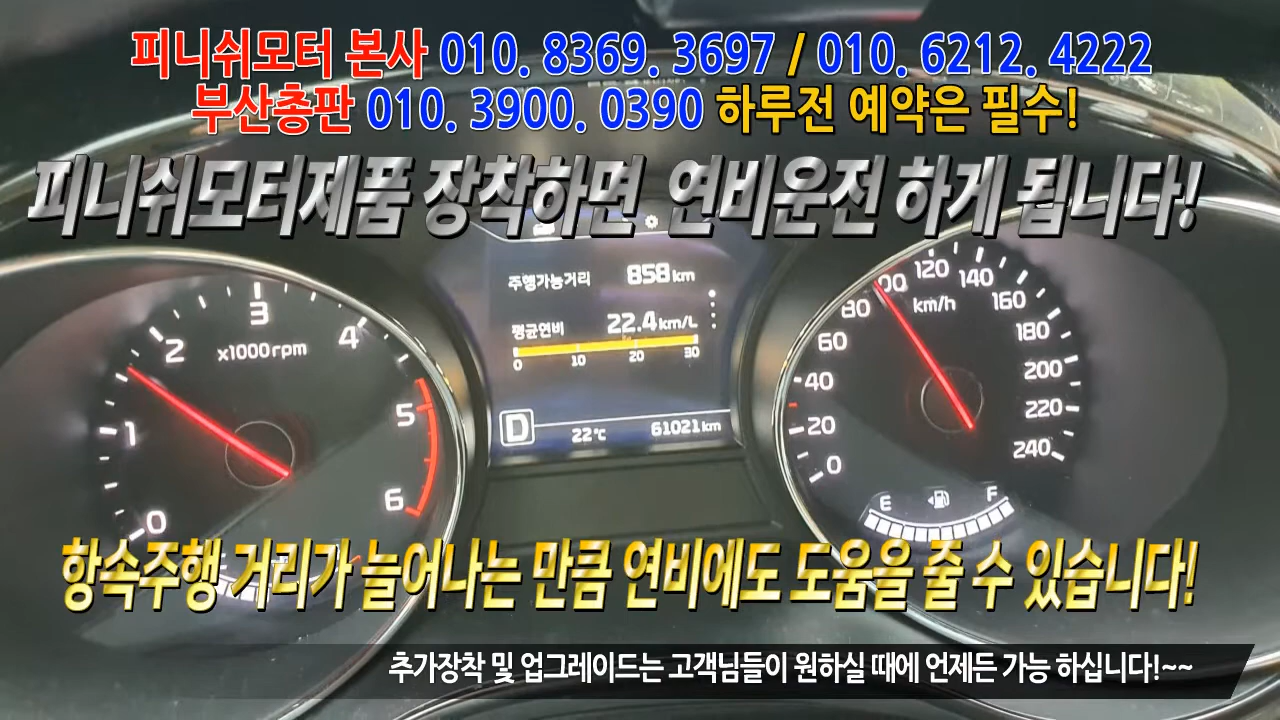 피니쉬모터 본사 010. 8369. 3697 / 010. 6212. 4222
부산총판 010. 3900. 0390 하루전 예약은 필수!
피니쉬모터제품 장착하면 연비운전 하게 됩니다!
주행가능거리 858 km
평균연비 22.4 km/L
0 10 20 30
D 22℃ 61021 km
0 1 2 3 4 5 6
x1000 rpm
0 20 40 60 80 100 120 140 160 180 200 220 240
km/h
E F
항속주행 거리가 늘어나는 만큼 연비에도 도움을 줄 수 있습니다!
추가장착 및 업그레이드는 고객님들이 원하실 때에 언제든 가능 하십니다!~~